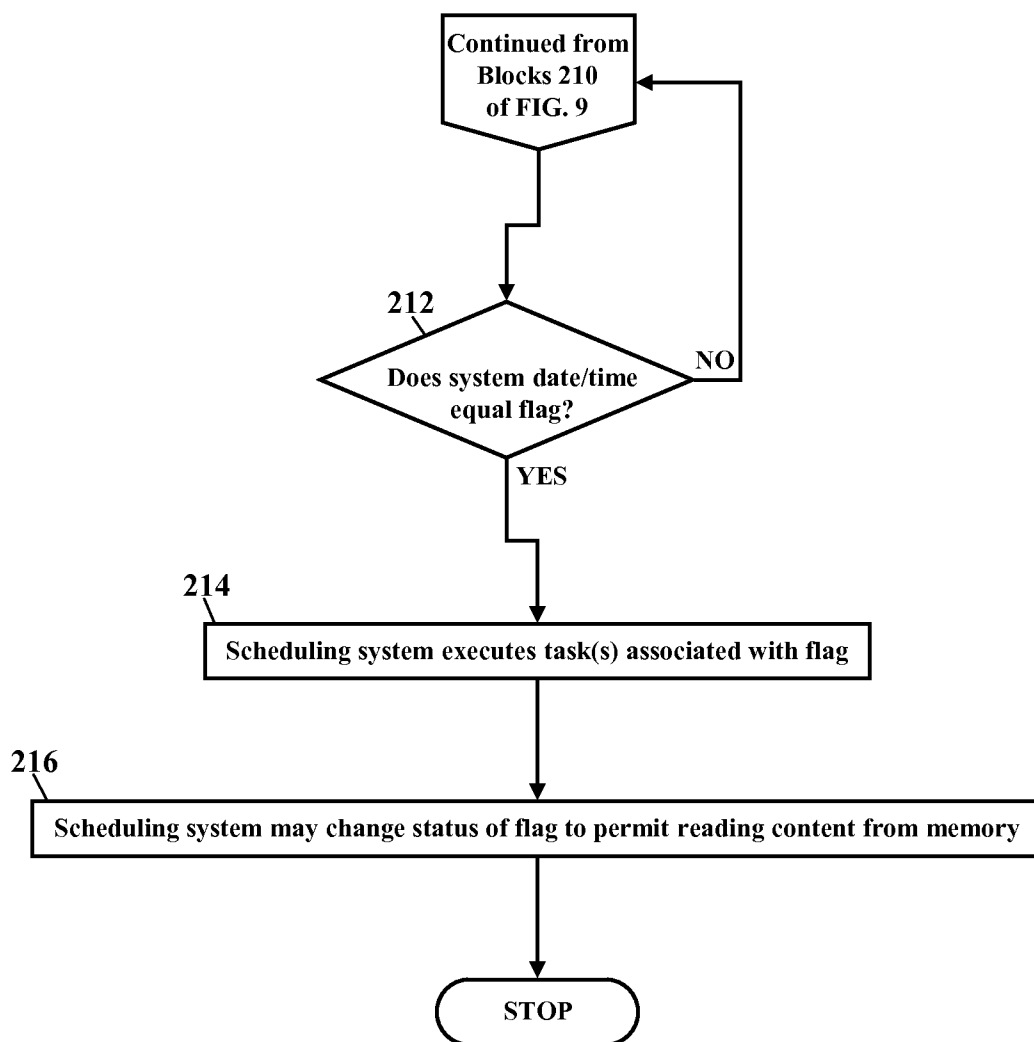 Continued from
Blocks 210
of FIG. 9
212
NO
Does system date/time
equal flag?
YES
214
Scheduling system executes task(s) associated with flag
216
Scheduling system may change status of flag to permit reading content from memory
STOP